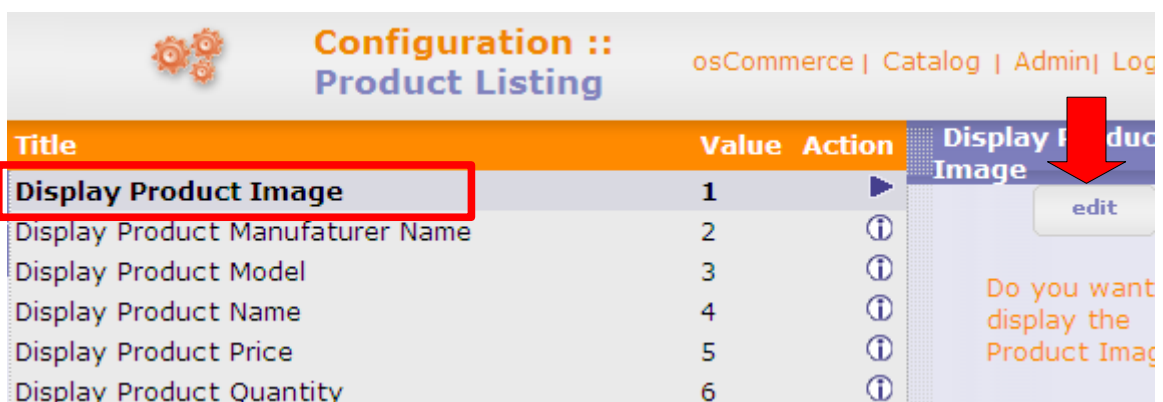 Configuration ::
Product Listing
osCommerce | Catalog | Admin| Log
Title Value Action
Display Product Image 1
Display Product Manufaturer Name 2
Display Product Model 3
Display Product Name 4
Display Product Price 5
Display Product Quantity 6
Display
Image
edit
Do you want
display the
Product Imag